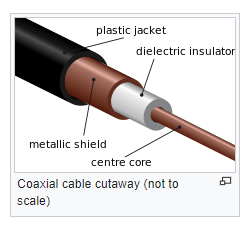 plastic jacket
dielectric insulator
metallic shield
centre core
Coaxial cable cutaway (not to
scale)